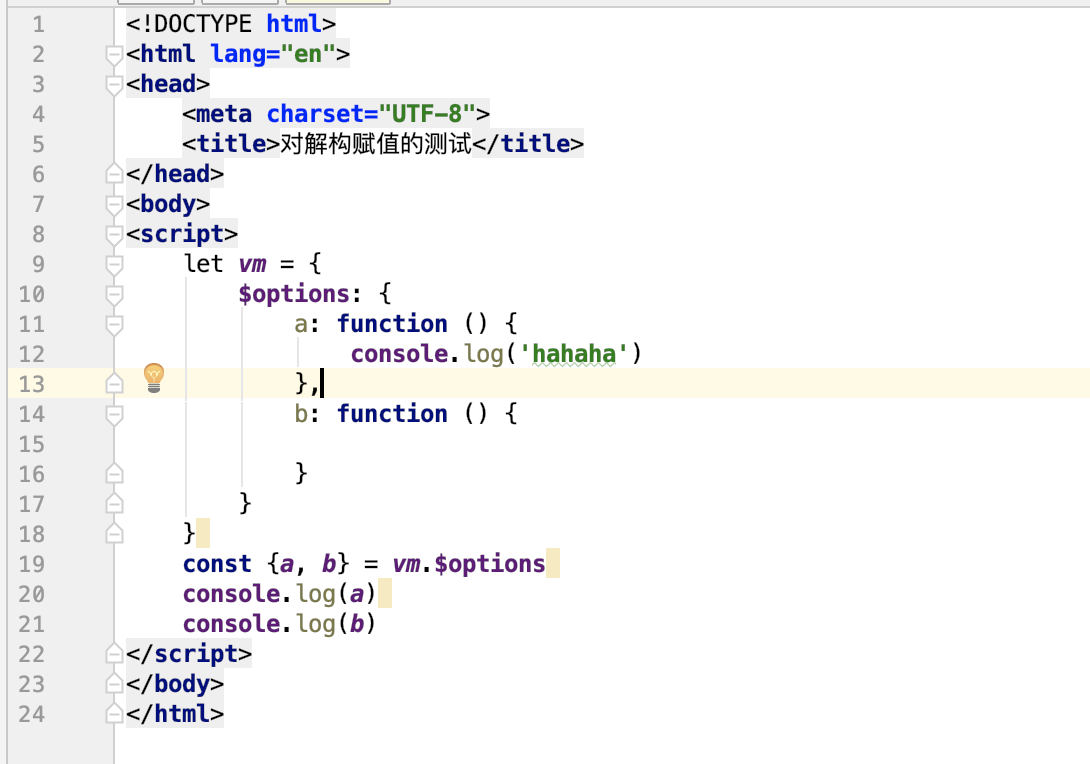 1 <!DOCTYPE html>
2 <html lang="en">
3 <head>
4     <meta charset="UTF-8">
5     <title>对解构赋值的测试</title>
6 </head>
7 <body>
8 <script>
9     let vm = {
10         $options: {
11             a: function () {
12                 console.log('hahaha')
13             },
14             b: function () {
15
16             }
17         }
18     }
19     const {a, b} = vm.$options
20     console.log(a)
21     console.log(b)
22 </script>
23 </body>
24 </html>